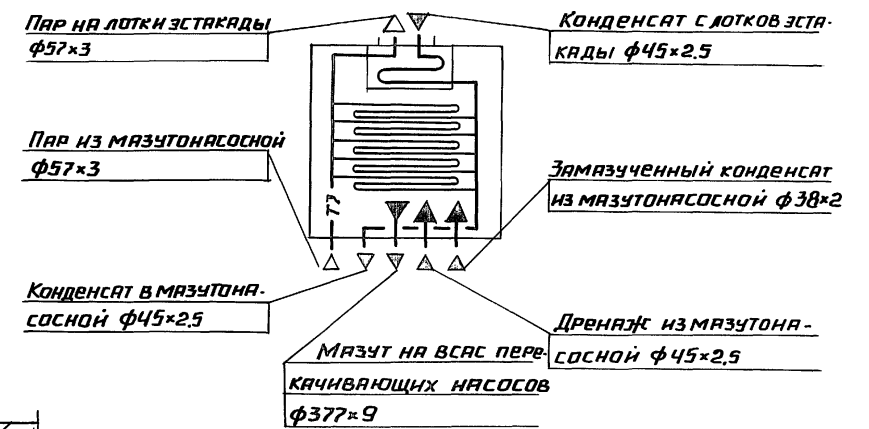 Пар на лотки эстакады
ф57×3
Конденсат с лотков эста-
кады ф45×2.5
Пар из мазутонасосной
ф57×3
Замазученный конденсат
из мазутонасосной ф38×2
Т7
Конденсат в мазутона-
сосной ф45×2.5
Дренаж из мазутона-
сосной ф45×2.5
Мазут на всас пере-
качивающих насосов
ф377×9